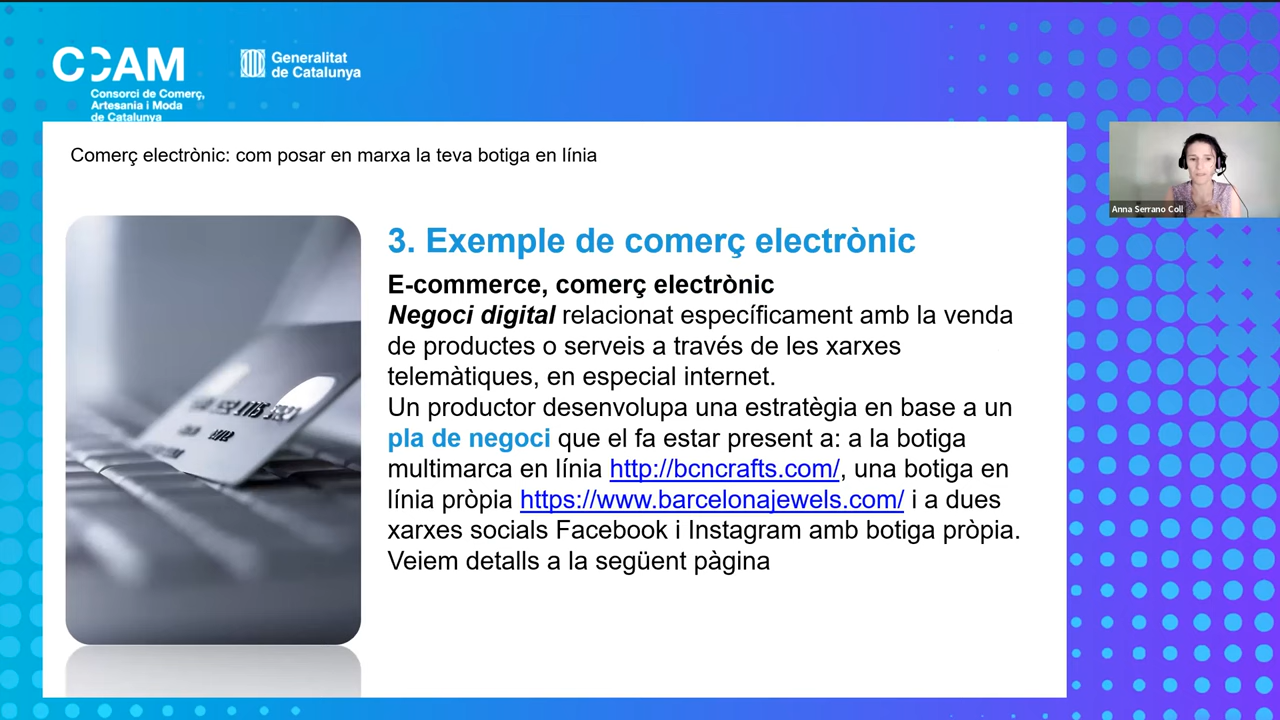 CCAM
Consorci de Comerç,
Artesania i Moda
de Catalunya
Generalitat
de Catalunya
Comerç electrònic: com posar en marxa la teva botiga en línia
Anna Serrano Coll
3. Exemple de comerç electrònic
E-commerce, comerç electrònic
Negoci digital relacionat específicament amb la venda
de productes o serveis a través de les xarxes
telemàtiques, en especial internet.
Un productor desenvolupa una estratègia en base a un
pla de negoci que el fa estar present a: a la botiga
multimarca en línia http://bcncrafts.com/, una botiga en
línia pròpia https://www.barcelonajewels.com/ i a dues
xarxes socials Facebook i Instagram amb botiga pròpia.
Veiem detalls a la següent pàgina